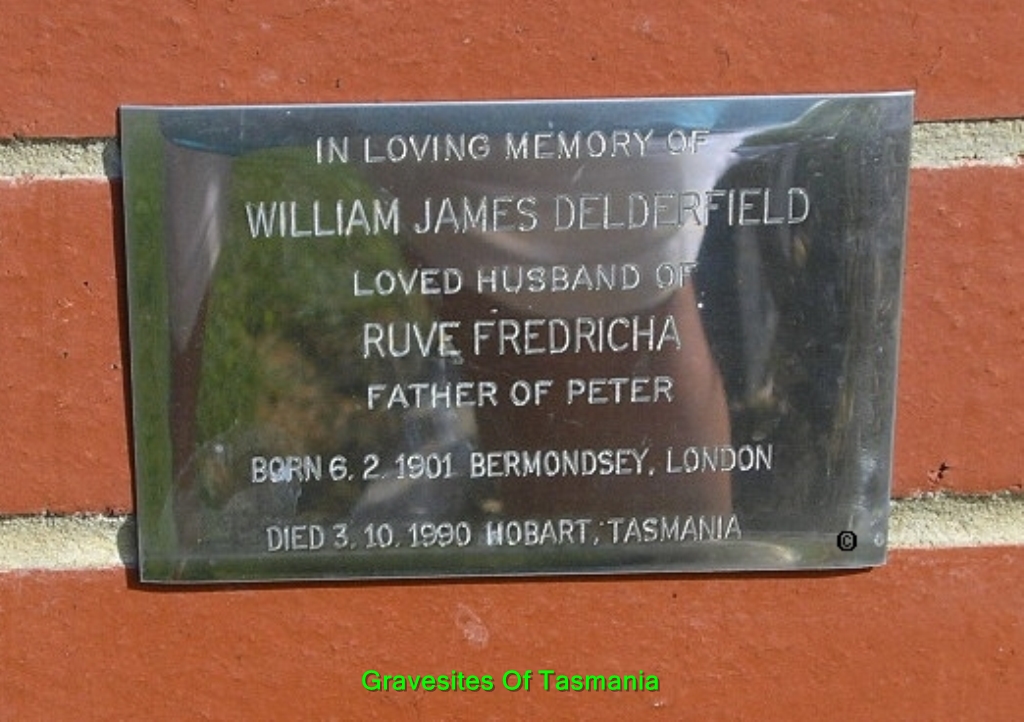 IN LOVING MEMORY OF
WILLIAM JAMES DELDERFIELD
LOVED HUSBAND OF
RUVE FREDRICHA
FATHER OF PETER
BORN 6. 2. 1901 BERMONDSEY, LONDON
DIED 3. 10. 1990 HOBART, TASMANIA
©
Gravesites Of Tasmania